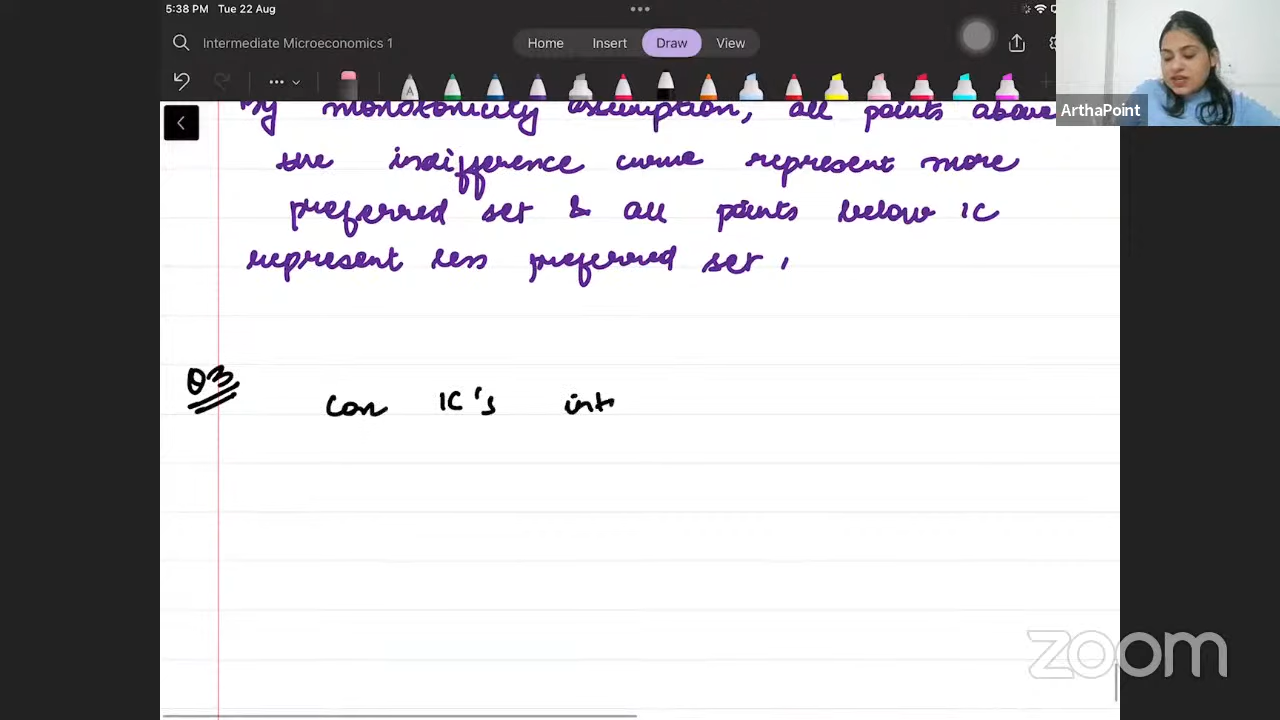 5:38 PM Tue 22 Aug
Intermediate Microeconomics 1
Home Insert Draw View
A
ArthaPoint
By monotonicity assumption, all points above
the indifference curve represent more
preferred set & all points below IC
represent less preferred set.
Q3
Can IC's int
zoom